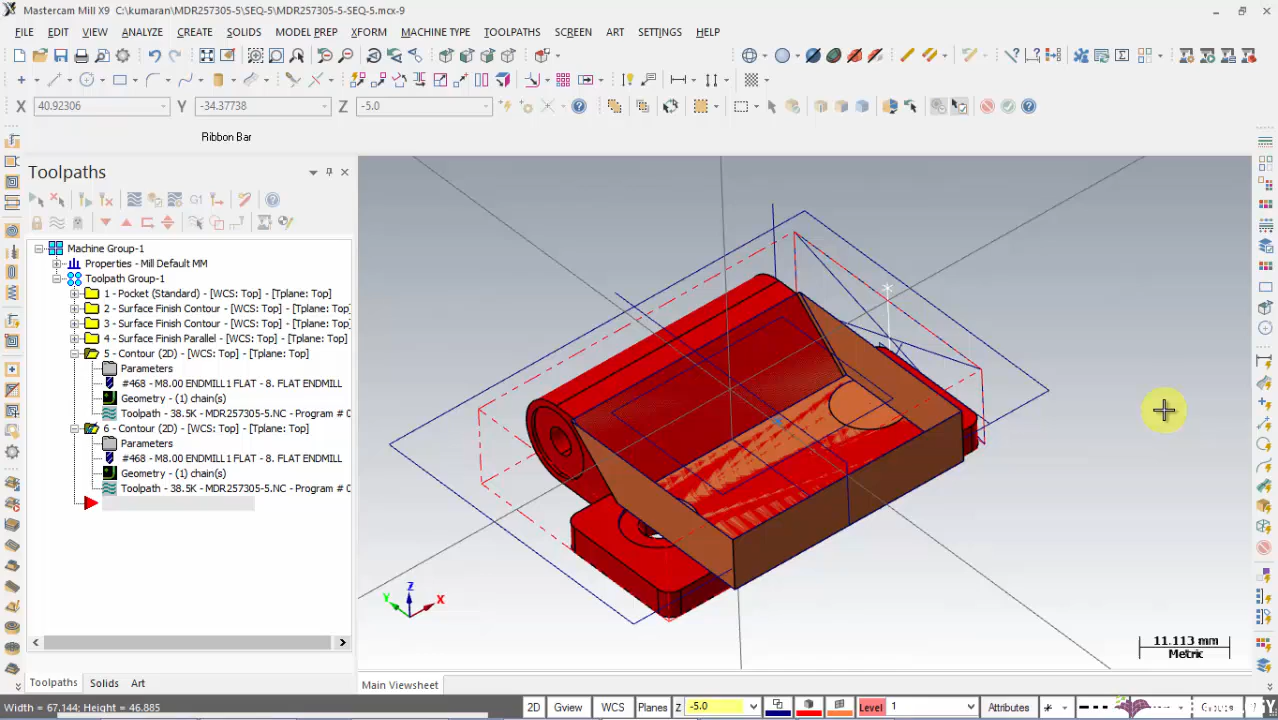 Mastercam Mill X9 C:\kumaran\MDR257305-5\SEQ-5\MDR257305-5-SEQ-5.mcx-9
FILE EDIT VIEW ANALYZE CREATE SOLIDS MODEL PREP XFORM MACHINE TYPE TOOLPATHS SCREEN ART SETTINGS HELP
X 40.92306 Y -34.37738 Z -5.0
Ribbon Bar
Toolpaths
G1
Machine Group-1
Properties - Mill Default MM
Toolpath Group-1
1 - Pocket (Standard) - [WCS: Top] - [Tplane: Top]
2 - Surface Finish Contour - [WCS: Top] - [Tplane: Top]
3 - Surface Finish Contour - [WCS: Top] - [Tplane: Top]
4 - Surface Finish Parallel - [WCS: Top] - [Tplane: Top]
5 - Contour (2D) - [WCS: Top] - [Tplane: Top]
Parameters
#468 - M8.00 ENDMILL1 FLAT - 8. FLAT ENDMILL
Geometry - (1) chain(s)
Toolpath - 38.5K - MDR257305-5.NC - Program # 0
6 - Contour (2D) - [WCS: Top] - [Tplane: Top]
Parameters
#468 - M8.00 ENDMILL1 FLAT - 8. FLAT ENDMILL
Geometry - (1) chain(s)
Toolpath - 38.5K - MDR257305-5.NC - Program # 0
Z
Y X
11.113 mm
Metric
Toolpaths Solids Art
Main Viewsheet
Width = 67.144; Height = 46.885 2D Gview WCS Planes Z -5.0 Level 1 Attributes